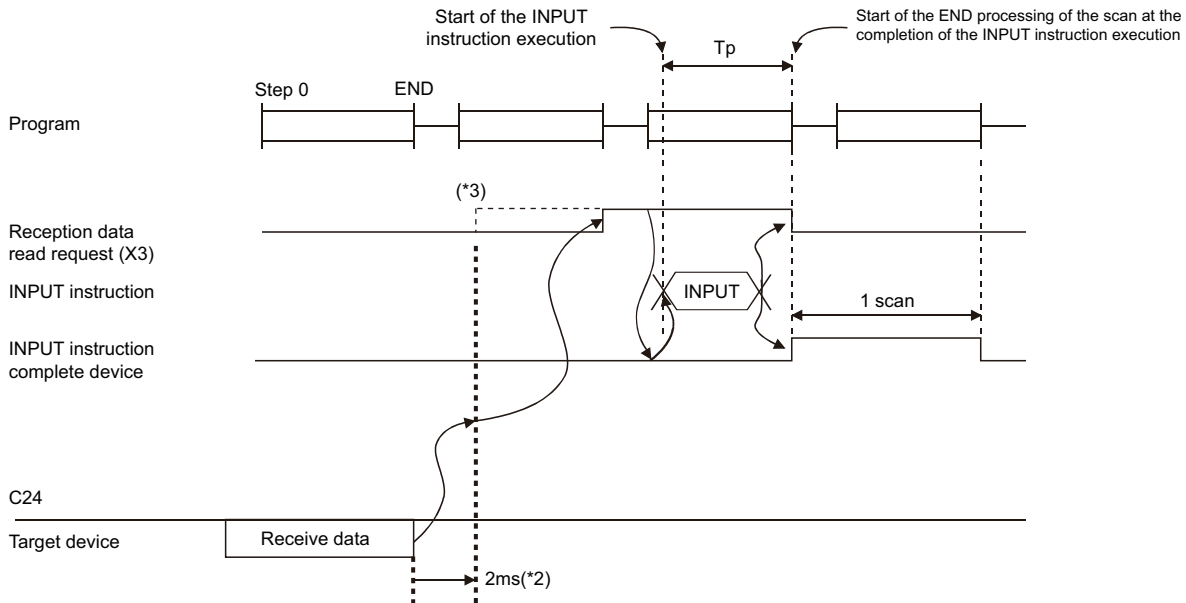 Start of the INPUT
instruction execution
Start of the END processing of the scan at the
completion of the INPUT instruction execution
Tp
Step 0
END
Program
(*3)
Reception data
read request (X3)
INPUT instruction
INPUT
1 scan
INPUT instruction
complete device
C24
Target device
Receive data
2ms(*2)